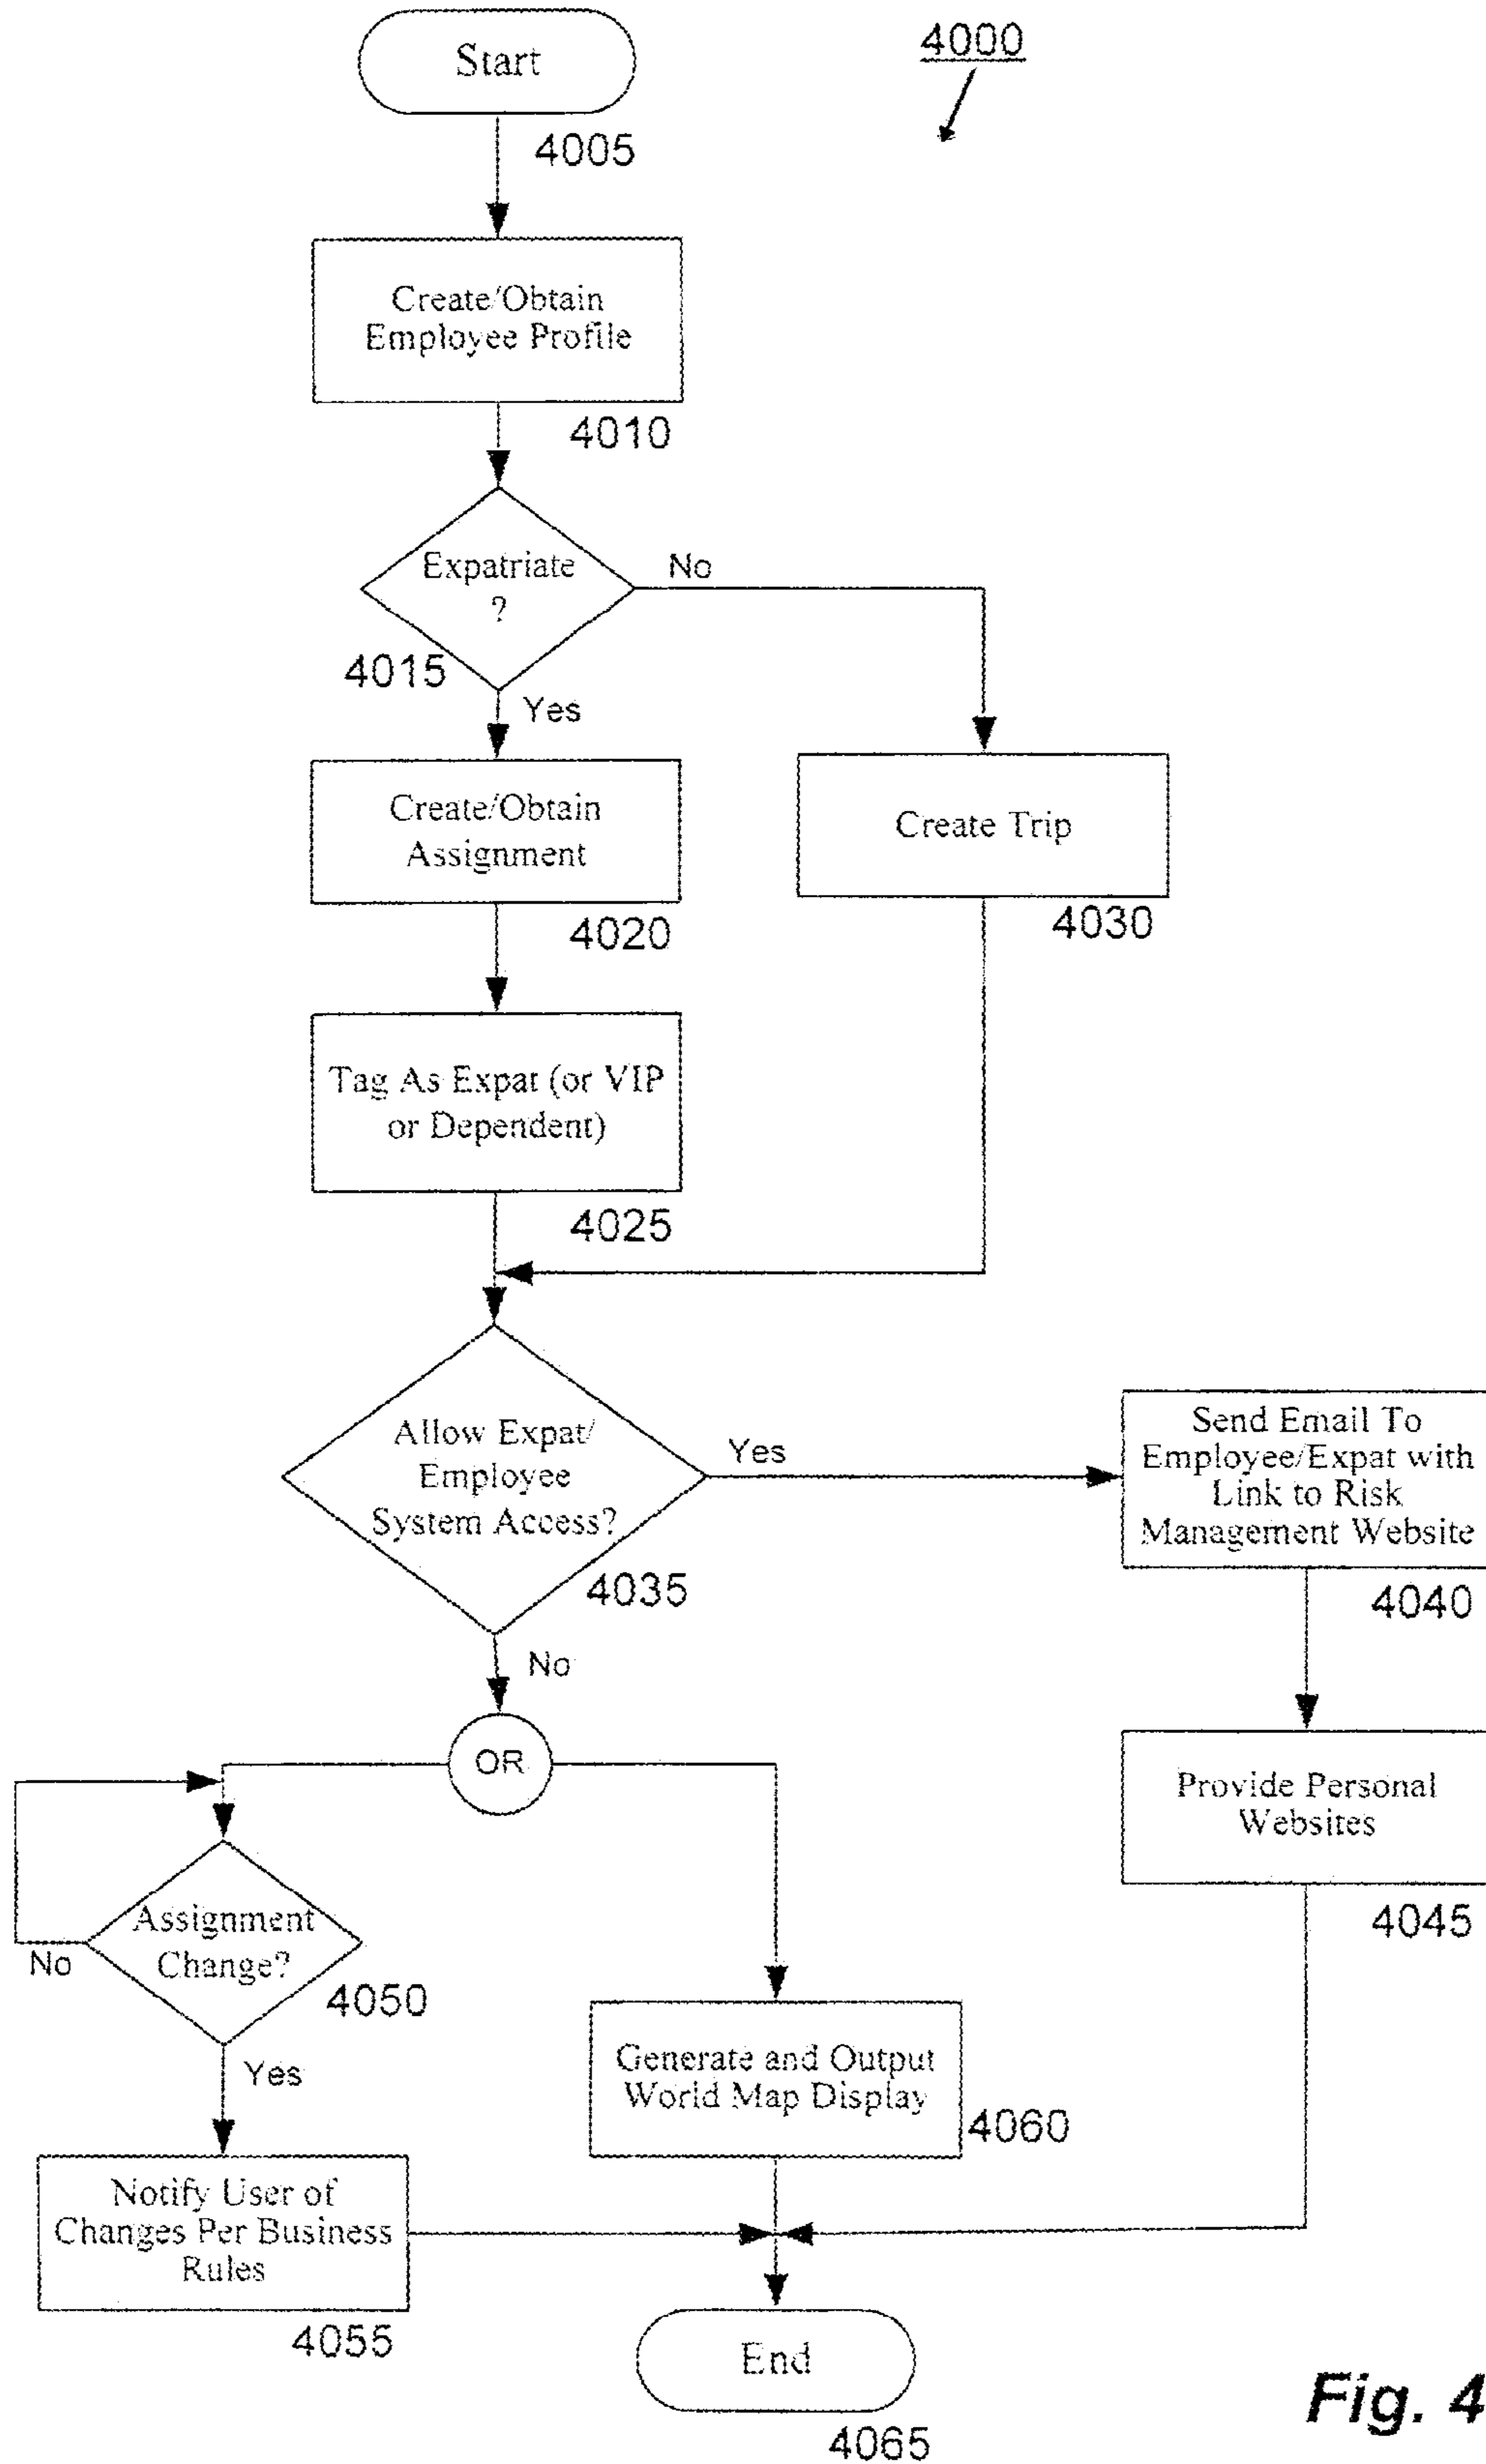 Start
4000
4005
Create/Obtain
Employee Profile
4010
Expatriate
?
No
4015
Yes
Create/Obtain
Assignment
4020
Create Trip
4030
Tag As Expat (or VIP
or Dependent)
4025
Allow Expat/
Employee
System Access?
Yes
4035
Send Email To
Employee/Expat with
Link to Risk
Management Website
4040
No
OR
Provide Personal
Websites
4045
Assignment
Change?
No
4050
Yes
Generate and Output
World Map Display
4060
Notify User of
Changes Per Business
Rules
4055
End
4065
Fig. 4